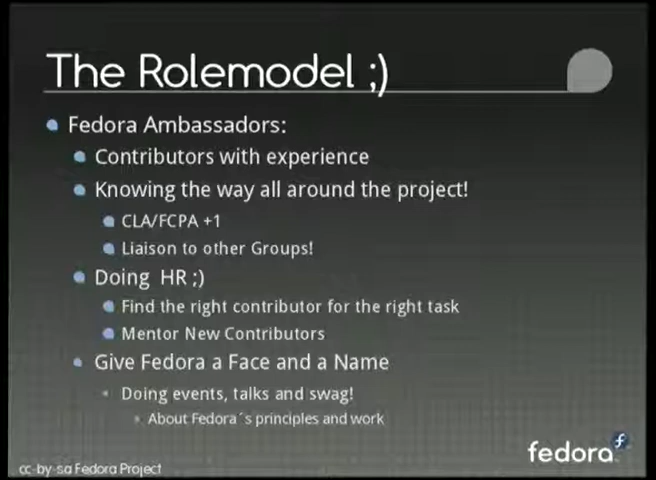 The Rolemodel ;)
Fedora Ambassadors:
Contributors with experience
Knowing the way all around the project!
CLA/FCPA +1
Liaison to other Groups!
Doing HR ;)
Find the right contributor for the right task
Mentor New Contributors
Give Fedora a Face and a Name
Doing events, talks and swag!
About Fedora´s principles and work
fedora
cc-by-sa Fedora Project